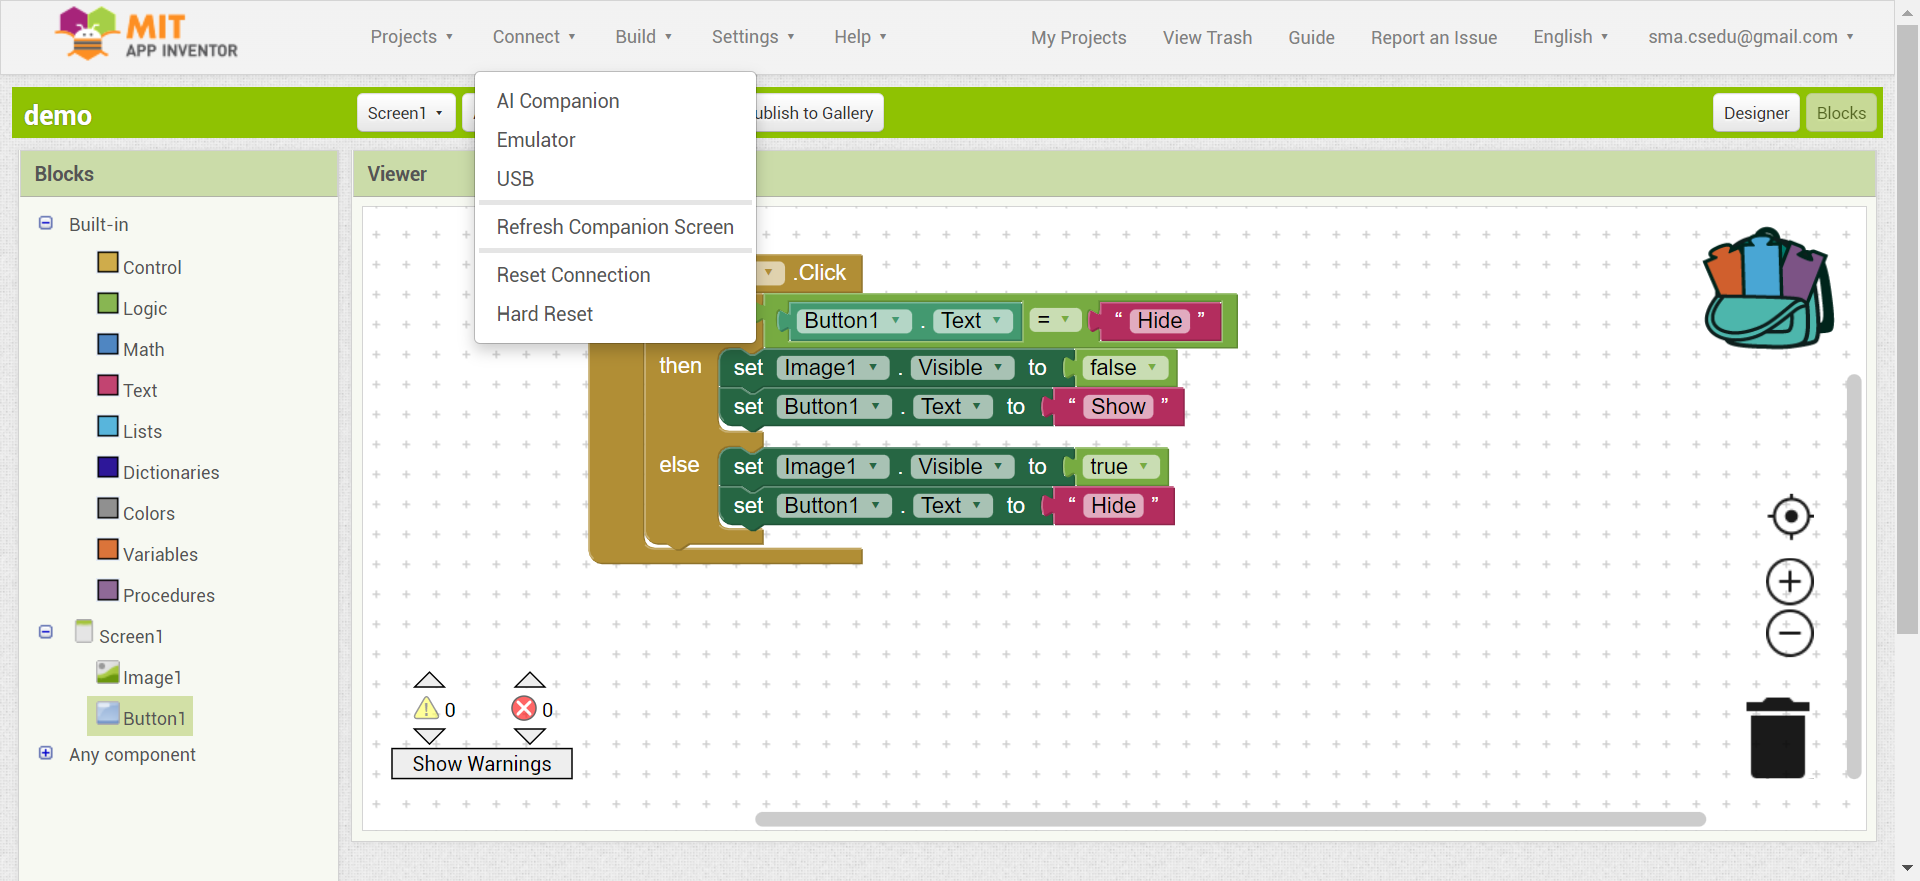 MIT
APP INVENTOR
Projects Connect Build Settings Help My Projects View Trash Guide Report an Issue English sma.csedu@gmail.com
demo Screen1 ublish to Gallery Designer Blocks
AI Companion
Emulator
USB
Refresh Companion Screen
Reset Connection
Hard Reset
Blocks
Built-in
Control
Logic
Math
Text
Lists
Dictionaries
Colors
Variables
Procedures
Screen1
Image1
Button1
Any component
Viewer
.Click
Button1 . Text = “ Hide ”
then set Image1 . Visible to false
set Button1 . Text to “ Show ”
else set Image1 . Visible to true
set Button1 . Text to “ Hide ”
0 0
Show Warnings